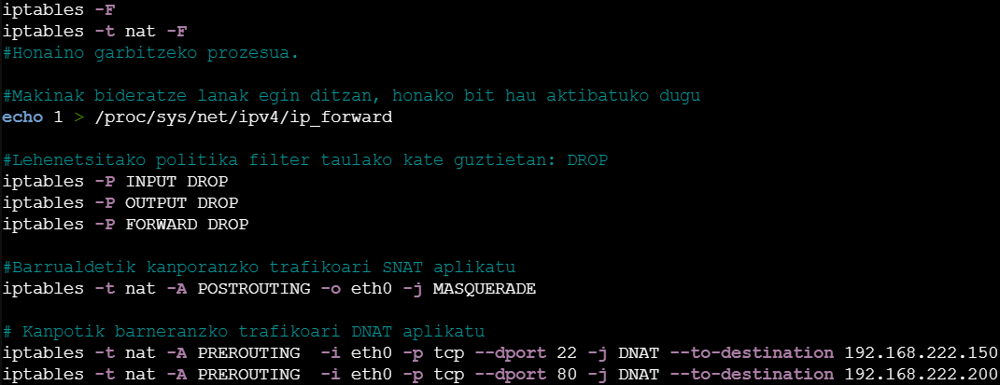 iptables -F
iptables -t nat -F
#Honaino garbitzeko prozesua.
#Makinak bideratze lanak egin ditzan, honako bit hau aktibatuko dugu
echo 1 > /proc/sys/net/ipv4/ip_forward
#Lehenetsitako politika filter taulako kate guztietan: DROP
iptables -P INPUT DROP
iptables -P OUTPUT DROP
iptables -P FORWARD DROP
#Barrualdetik kanporanzko trafikoari SNAT aplikatu
iptables -t nat -A POSTROUTING -o eth0 -j MASQUERADE
# Kanpotik barneranzko trafikoari DNAT aplikatu
iptables -t nat -A PREROUTING  -i eth0 -p tcp --dport 22 -j DNAT --to-destination 192.168.222.150
iptables -t nat -A PREROUTING  -i eth0 -p tcp --dport 80 -j DNAT --to-destination 192.168.222.200